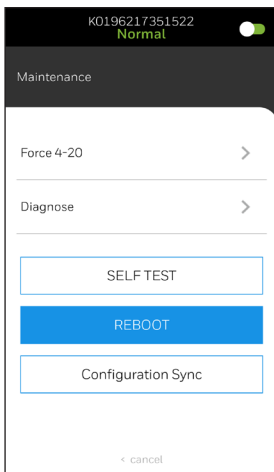 K0196217351522
Normal
Maintenance
Force 4-20
Diagnose
SELF TEST
REBOOT
Configuration Sync
< cancel